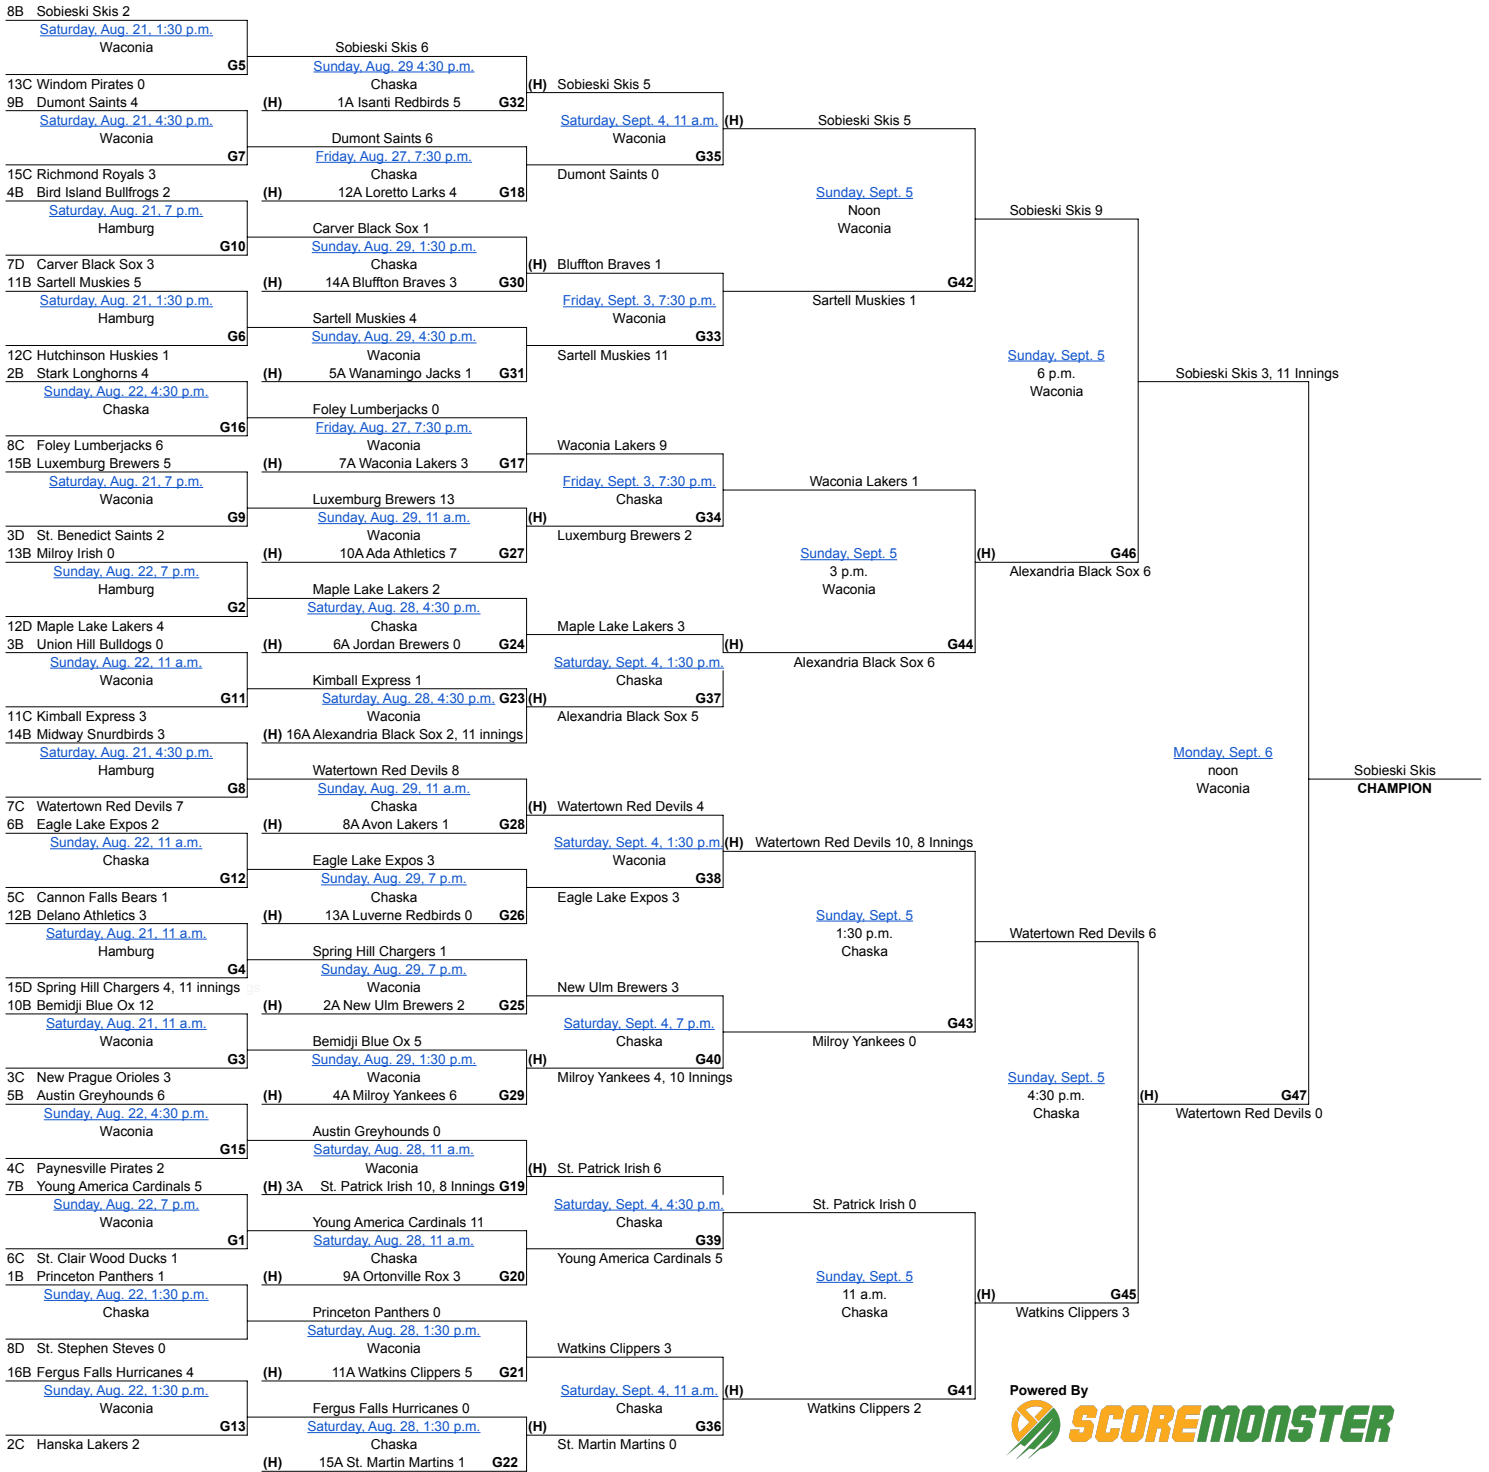 8B Sobieski Skis 2
Saturday, Aug. 21, 1:30 p.m.
Waconia
G5
13C Windom Pirates 0
9B Dumont Saints 4
Saturday, Aug. 21, 4:30 p.m.
Waconia
G7
15C Richmond Royals 3
4B Bird Island Bullfrogs 2
Saturday, Aug. 21, 7 p.m.
Hamburg
G10
7D Carver Black Sox 3
11B Sartell Muskies 5
Saturday, Aug. 21, 1:30 p.m.
Hamburg
G6
12C Hutchinson Huskies 1
2B Stark Longhorns 4
Sunday, Aug. 22, 4:30 p.m.
Chaska
G16
8C Foley Lumberjacks 6
15B Luxemburg Brewers 5
Saturday, Aug. 21, 7 p.m.
Waconia
G9
3D St. Benedict Saints 2
13B Milroy Irish 0
Sunday, Aug. 22, 7 p.m.
Hamburg
G2
12D Maple Lake Lakers 4
3B Union Hill Bulldogs 0
Sunday, Aug. 22, 11 a.m.
Waconia
G11
11C Kimball Express 3
14B Midway Snurdbirds 3
Saturday, Aug. 21, 4:30 p.m.
Hamburg
G8
7C Watertown Red Devils 7
6B Eagle Lake Expos 2
Sunday, Aug. 22, 11 a.m.
Chaska
G12
5C Cannon Falls Bears 1
12B Delano Athletics 3
Saturday, Aug. 21, 11 a.m.
Hamburg
G4
15D Spring Hill Chargers 4, 11 innings
10B Bemidji Blue Ox 12
Saturday, Aug. 21, 11 a.m.
Waconia
G3
3C New Prague Orioles 3
5B Austin Greyhounds 6
Sunday, Aug. 22, 4:30 p.m.
Waconia
G15
4C Paynesville Pirates 2
7B Young America Cardinals 5
Sunday, Aug. 22, 7 p.m.
Waconia
G1
6C St. Clair Wood Ducks 1
1B Princeton Panthers 1
Sunday, Aug. 22, 1:30 p.m.
Chaska
8D St. Stephen Steves 0
16B Fergus Falls Hurricanes 4
Sunday, Aug. 22, 1:30 p.m.
Waconia
G13
2C Hanska Lakers 2
Sobieski Skis 6
Sunday, Aug. 29 4:30 p.m.
Chaska
(H) 1A Isanti Redbirds 5 G32
Dumont Saints 6
Friday, Aug. 27, 7:30 p.m.
Chaska
(H) 12A Loretto Larks 4 G18
Carver Black Sox 1
Sunday, Aug. 29, 1:30 p.m.
Chaska
(H) 14A Bluffton Braves 3 G30
Sartell Muskies 4
Sunday, Aug. 29, 4:30 p.m.
Waconia
(H) 5A Wanamingo Jacks 1 G31
Foley Lumberjacks 0
Friday, Aug. 27, 7:30 p.m.
Waconia
(H) 7A Waconia Lakers 3 G17
Luxemburg Brewers 13
Sunday, Aug. 29, 11 a.m.
Waconia
(H) 10A Ada Athletics 7 G27
Maple Lake Lakers 2
Saturday, Aug. 28, 4:30 p.m.
Chaska
(H) 6A Jordan Brewers 0 G24
Kimball Express 1
Saturday, Aug. 28, 4:30 p.m. G23
Waconia
(H) 16A Alexandria Black Sox 2, 11 innings
Watertown Red Devils 8
Sunday, Aug. 29, 11 a.m.
Chaska
(H) 8A Avon Lakers 1 G28
Eagle Lake Expos 3
Sunday, Aug. 29, 7 p.m.
Chaska
(H) 13A Luverne Redbirds 0 G26
Spring Hill Chargers 1
Sunday, Aug. 29, 7 p.m.
Waconia
(H) 2A New Ulm Brewers 2 G25
Bemidji Blue Ox 5
Sunday, Aug. 29, 1:30 p.m.
Waconia
(H) 4A Milroy Yankees 6 G29
Austin Greyhounds 0
Saturday, Aug. 28, 11 a.m.
Waconia
(H) 3A St. Patrick Irish 10, 8 Innings G19
Young America Cardinals 11
Saturday, Aug. 28, 11 a.m.
Chaska
(H) 9A Ortonville Rox 3 G20
Princeton Panthers 0
Saturday, Aug. 28, 1:30 p.m.
Waconia
(H) 11A Watkins Clippers 5 G21
Fergus Falls Hurricanes 0
Saturday, Aug. 28, 1:30 p.m.
Chaska
(H) 15A St. Martin Martins 1 G22
(H) Sobieski Skis 5
Saturday, Sept. 4, 11 a.m.
Waconia
G35
Dumont Saints 0
(H) Bluffton Braves 1
Friday, Sept. 3, 7:30 p.m.
Waconia
G33
Sartell Muskies 11
Waconia Lakers 9
Friday, Sept. 3, 7:30 p.m.
Chaska
(H) G34
Luxemburg Brewers 2
Maple Lake Lakers 3
Saturday, Sept. 4, 1:30 p.m.
Chaska
(H) G37
Alexandria Black Sox 5
(H) Watertown Red Devils 4
Saturday, Sept. 4, 1:30 p.m.
Waconia
G38
Eagle Lake Expos 3
New Ulm Brewers 3
Saturday, Sept. 4, 7 p.m.
Chaska
(H) G40
Milroy Yankees 4, 10 Innings
(H) St. Patrick Irish 6
Saturday, Sept. 4, 4:30 p.m.
Chaska
G39
Young America Cardinals 5
Watkins Clippers 3
Saturday, Sept. 4, 11 a.m.
Chaska
(H) G36
St. Martin Martins 0
(H) Sobieski Skis 5
Sunday, Sept. 5
Noon
Waconia
G42
Sartell Muskies 1
Waconia Lakers 1
Sunday, Sept. 5
3 p.m.
Waconia
(H) G44
Alexandria Black Sox 6
(H) Watertown Red Devils 10, 8 Innings
Sunday, Sept. 5
1:30 p.m.
Chaska
G43
Milroy Yankees 0
St. Patrick Irish 0
Sunday, Sept. 5
11 a.m.
Chaska
(H) G41
Watkins Clippers 2
Sobieski Skis 9
Sunday, Sept. 5
6 p.m.
Waconia
(H) G46
Alexandria Black Sox 6
Watertown Red Devils 6
Sunday, Sept. 5
4:30 p.m.
Chaska
(H) G45
Watkins Clippers 3
Sobieski Skis 3, 11 Innings
Monday, Sept. 6
noon
Waconia
(H) G47
Watertown Red Devils 0
Sobieski Skis
CHAMPION
Powered By
SCOREMONSTER